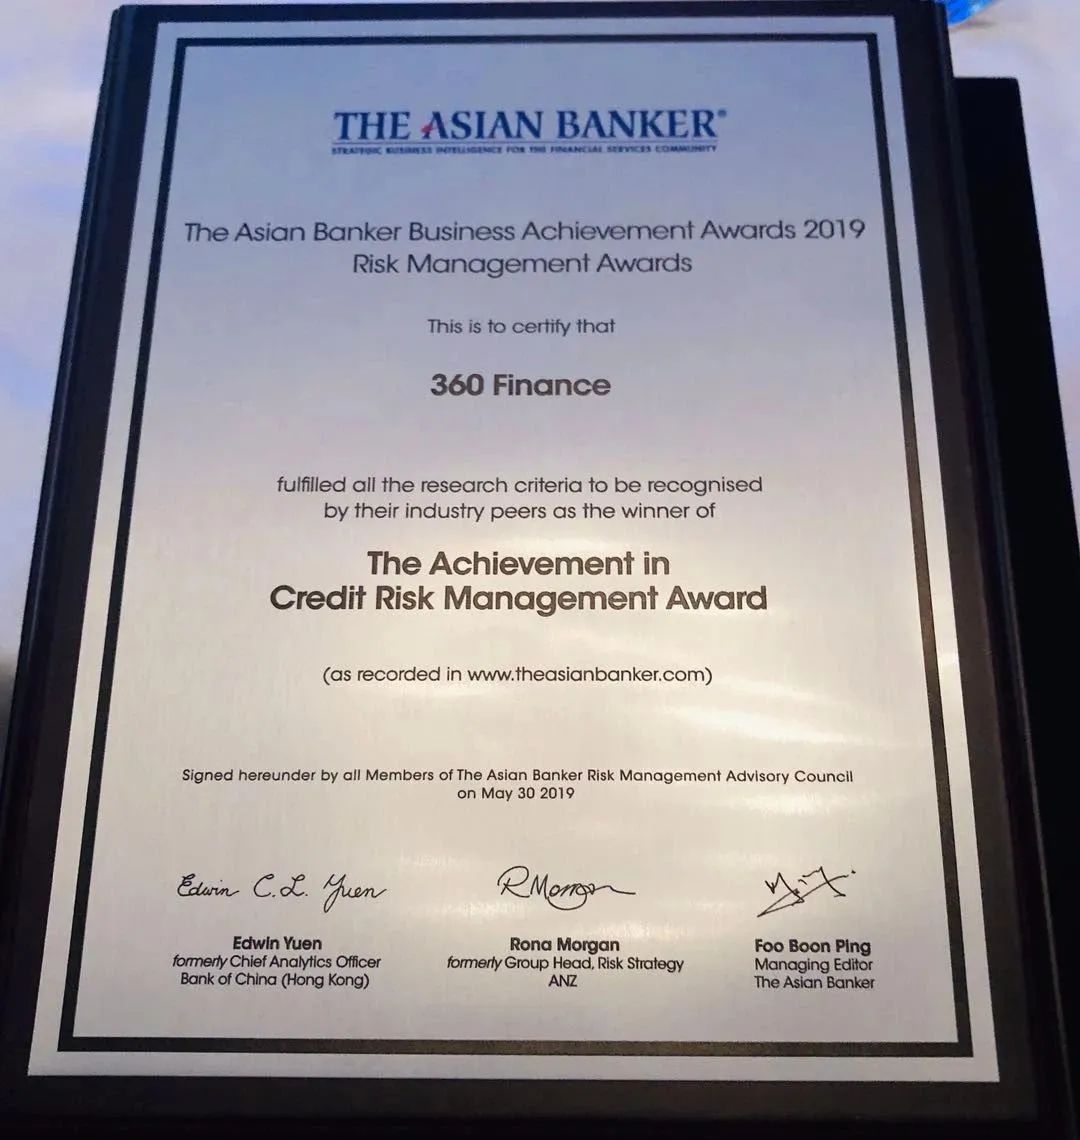 THE ASIAN BANKER®
STRATEGIC BUSINESS INTELLIGENCE FOR THE FINANCIAL SERVICES COMMUNITY
The Asian Banker Business Achievement Awards 2019
Risk Management Awards
This is to certify that
360 Finance
fulfilled all the research criteria to be recognised
by their industry peers as the winner of
The Achievement in
Credit Risk Management Award
(as recorded in www.theasianbanker.com)
Signed hereunder by all Members of The Asian Banker Risk Management Advisory Council
on May 30 2019
Edwin C. L. Yuen RMorgan
Edwin Yuen Rona Morgan Foo Boon Ping
formerly Chief Analytics Officer formerly Group Head, Risk Strategy Managing Editor
Bank of China (Hong Kong) ANZ The Asian Banker